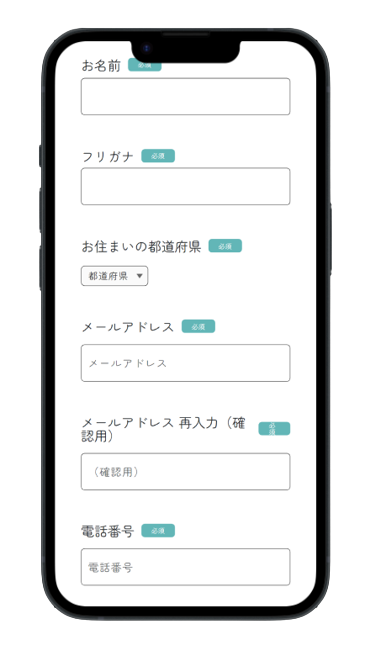 お名前 必須
フリガナ 必須
お住まいの都道府県 必須
都道府県 ▼
メールアドレス 必須
メールアドレス
メールアドレス 再入力（確認用） 必須
（確認用）
電話番号 必須
電話番号